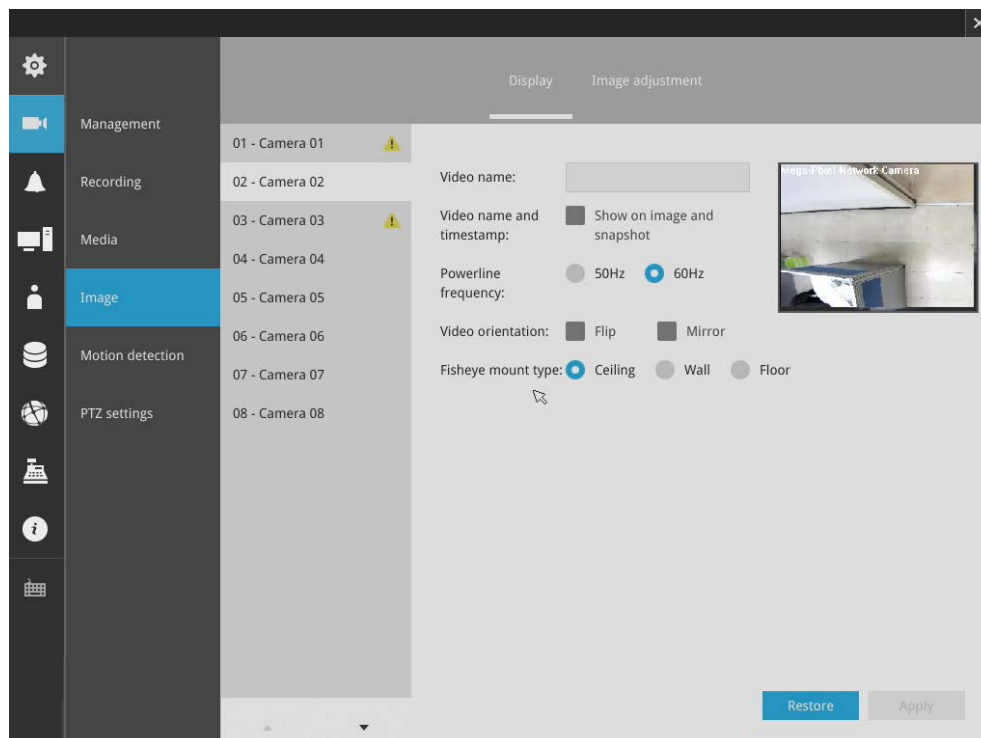 Display
Image adjustment
Management
Recording
Media
Image
Motion detection
PTZ settings
01 - Camera 01
02 - Camera 02
03 - Camera 03
04 - Camera 04
05 - Camera 05
06 - Camera 06
07 - Camera 07
08 - Camera 08
Video name:
Video name and
timestamp:
Show on image and
snapshot
Powerline
frequency:
50Hz
60Hz
Video orientation:
Flip
Mirror
Fisheye mount type:
Ceiling
Wall
Floor
Mega-Pixel Network Camera
Restore
Apply